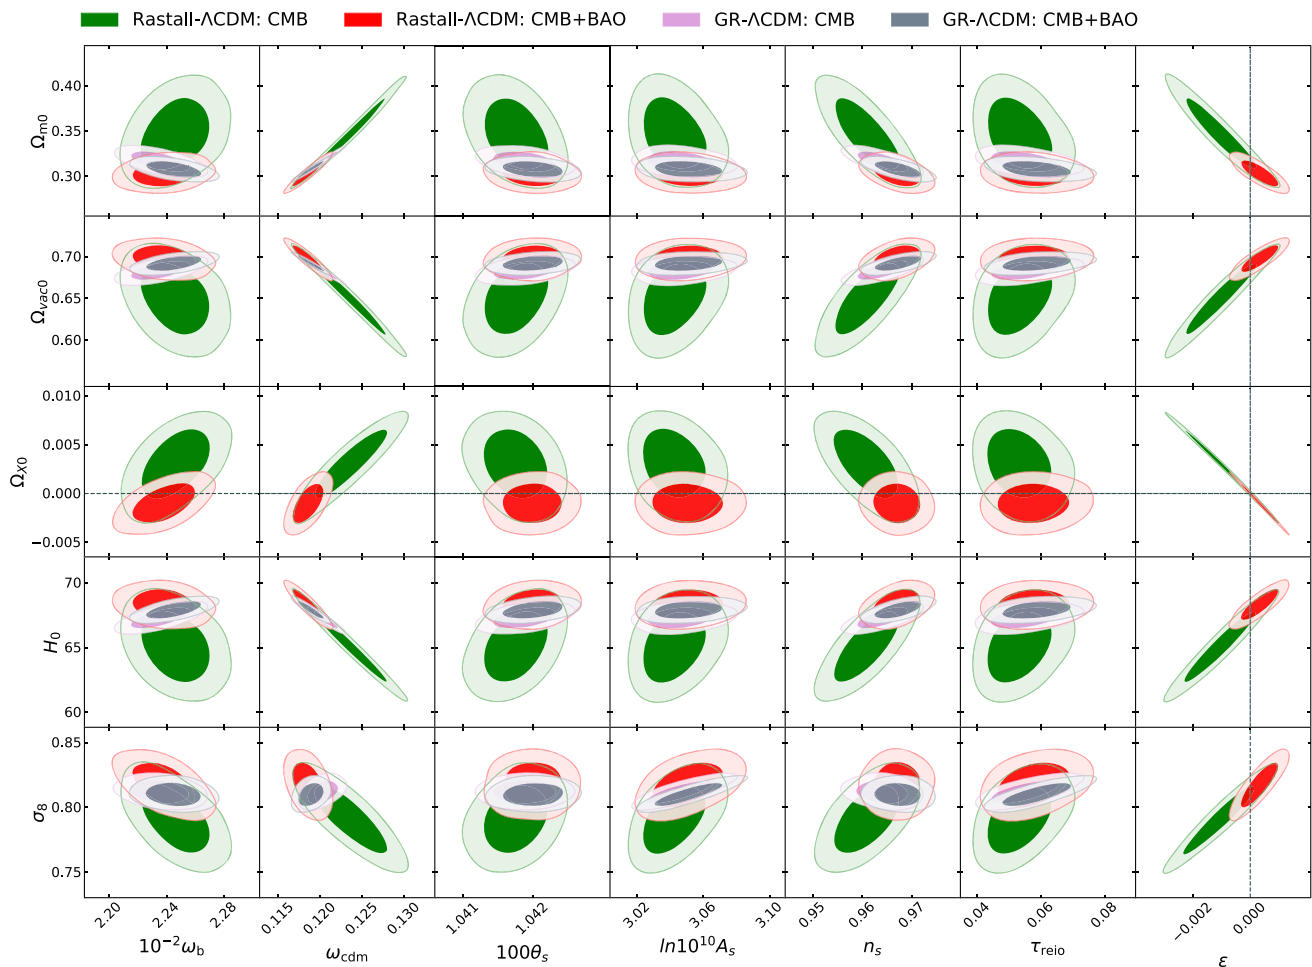 Rastall-ΛCDM: CMB Rastall-ΛCDM: CMB+BAO GR-ΛCDM: CMB GR-ΛCDM: CMB+BAO
0.40
0.35
0.30
Ωm0
0.70
0.65
0.60
Ωvac0
0.010
0.005
0.000
−0.005
ΩX0
70
65
60
H0
0.85
0.80
0.75
σ8
2.20 2.24 2.28 0.115 0.120 0.125 0.130 1.041 1.042 3.02 3.06 3.10 0.95 0.96 0.97 0.04 0.06 0.08 −0.002 0.000
10−2ωb ωcdm 100θs ln1010As ns τreio ε